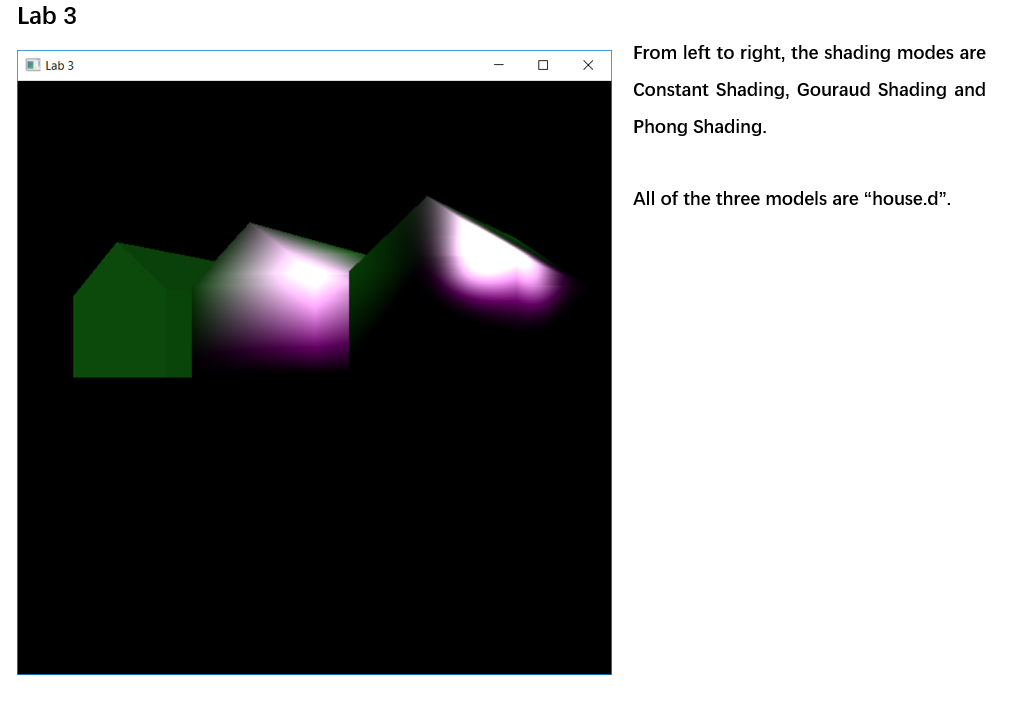 Lab 3
Lab 3
From left to right, the shading modes are
Constant Shading, Gouraud Shading and
Phong Shading.
All of the three models are “house.d”.